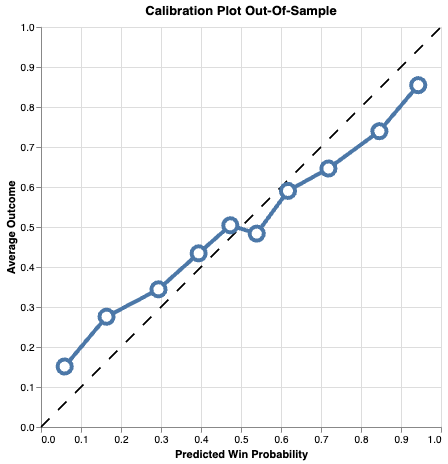 Calibration Plot Out-Of-Sample
1.0
0.9
0.8
0.7
0.6
0.5
0.4
0.3
0.2
0.1
0.0
Average Outcome
0.0 0.1 0.2 0.3 0.4 0.5 0.6 0.7 0.8 0.9 1.0
Predicted Win Probability